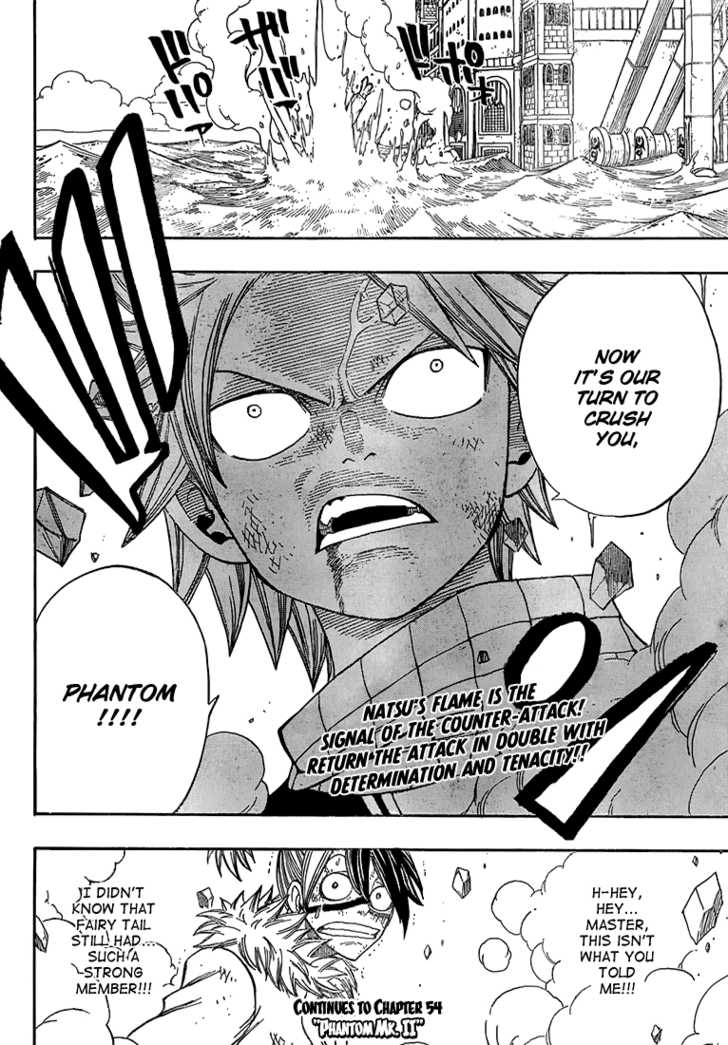 NOW
IT'S OUR
TURN TO
CRUSH
YOU,
PHANTOM
!!!!
NATSU'S FLAME IS THE
SIGNAL OF THE COUNTER-ATTACK!
RETURN THE ATTACK IN DOUBLE WITH
DETERMINATION AND TENACITY!!
H-HEY,
HEY...
MASTER,
THIS ISN'T
WHAT YOU
TOLD
ME!!!
I DIDN'T
KNOW THAT
FAIRY TAIL
STILL HAD...
SUCH A
STRONG
MEMBER!!!
CONTINUES TO CHAPTER 54
"PHANTOM MR. II"